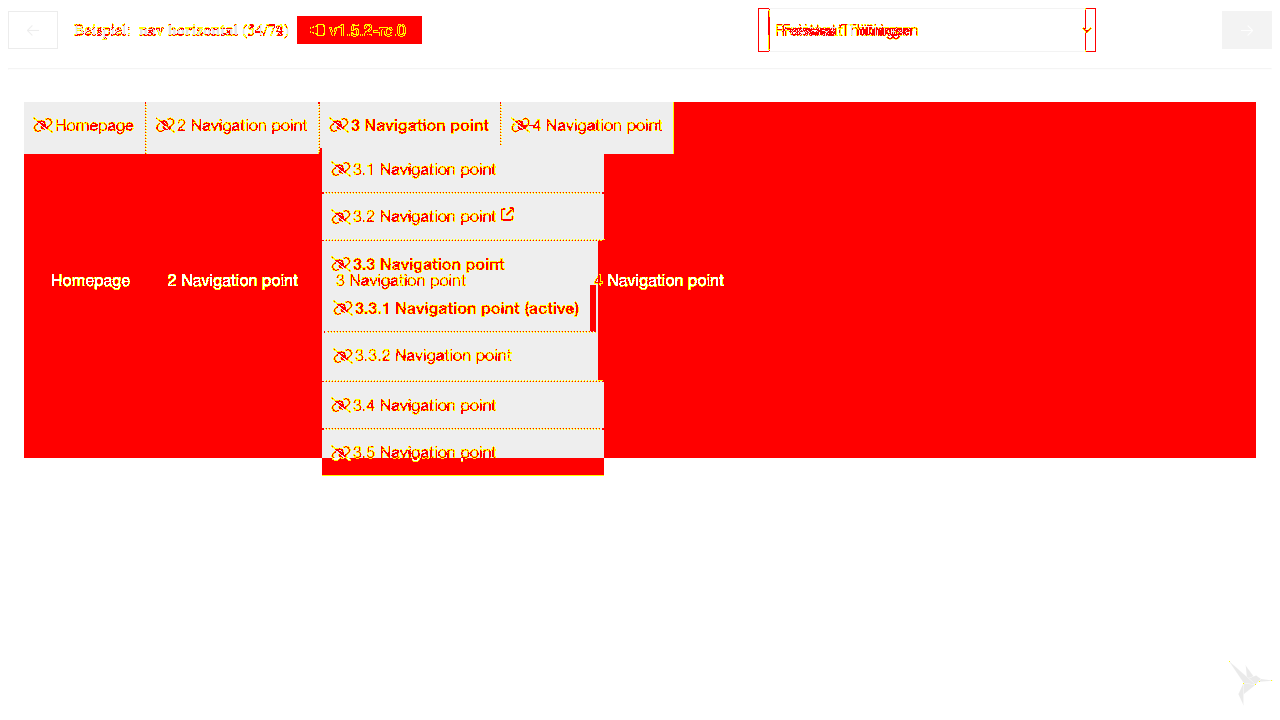 Beispiel: nav horizontal (54/73) v1.5.2-rc.0
Homepage 2 Navigation point 3 Navigation point 4 Navigation point
3.1 Navigation point
3.2 Navigation point
3.3 Navigation point
Homepage 2 Navigation point 3 Navigation point 4 Navigation point
3.3.1 Navigation point (active)
3.3.2 Navigation point
3.4 Navigation point
3.5 Navigation point